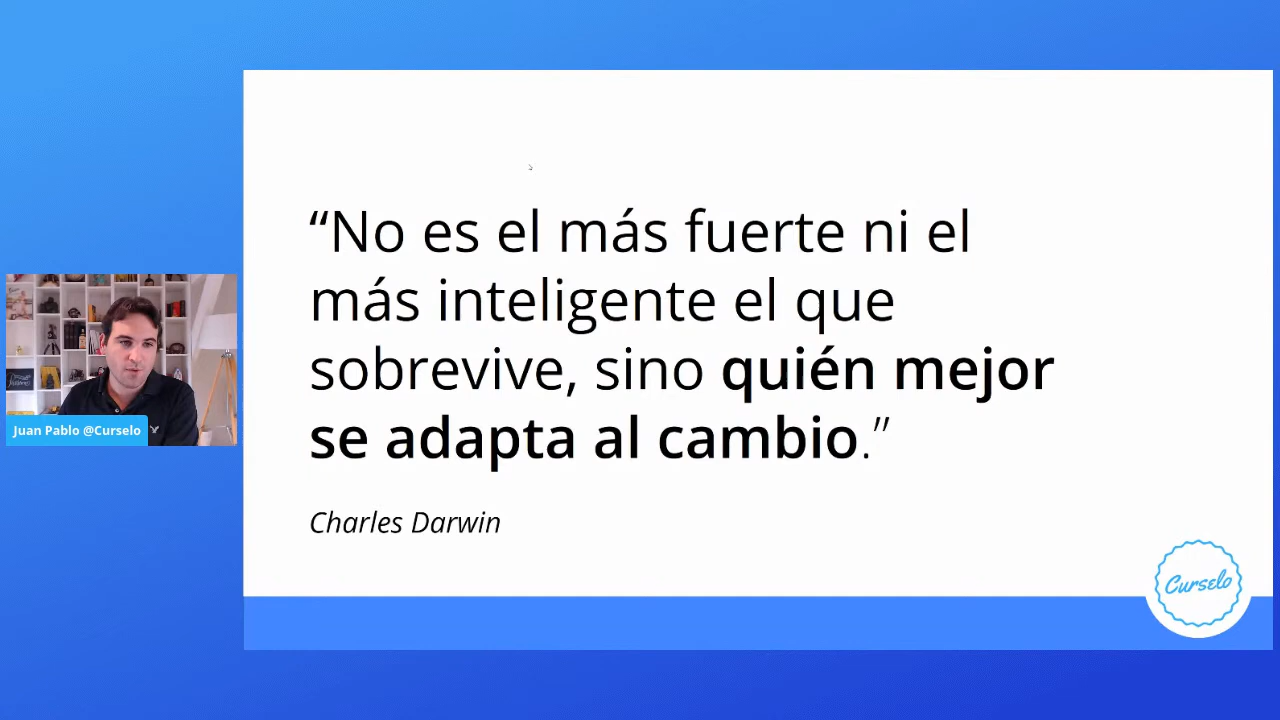 “No es el más fuerte ni el
más inteligente el que
sobrevive, sino quién mejor
se adapta al cambio.”
Charles Darwin
Juan Pablo @Curselo
Curselo